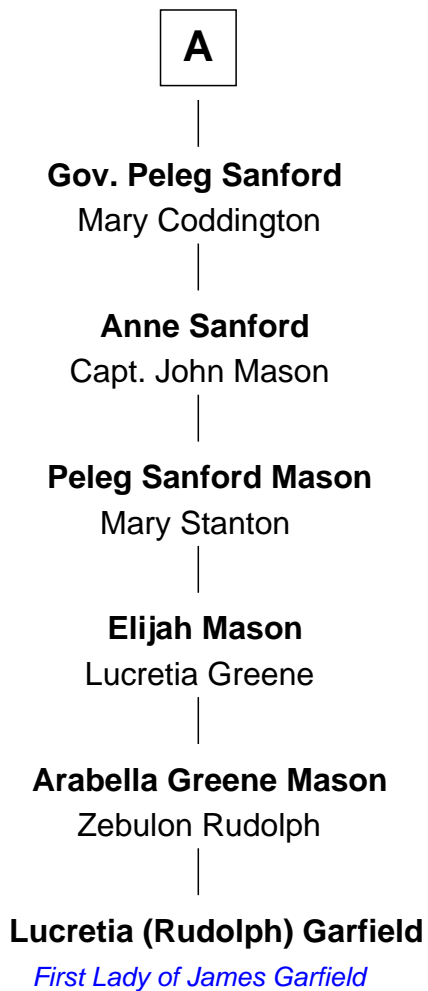 A
Gov. Peleg Sanford
Mary Coddington
Anne Sanford
Capt. John Mason
Peleg Sanford Mason
Mary Stanton
Elijah Mason
Lucretia Greene
Arabella Greene Mason
Zebulon Rudolph
Lucretia (Rudolph) Garfield
First Lady of James Garfield